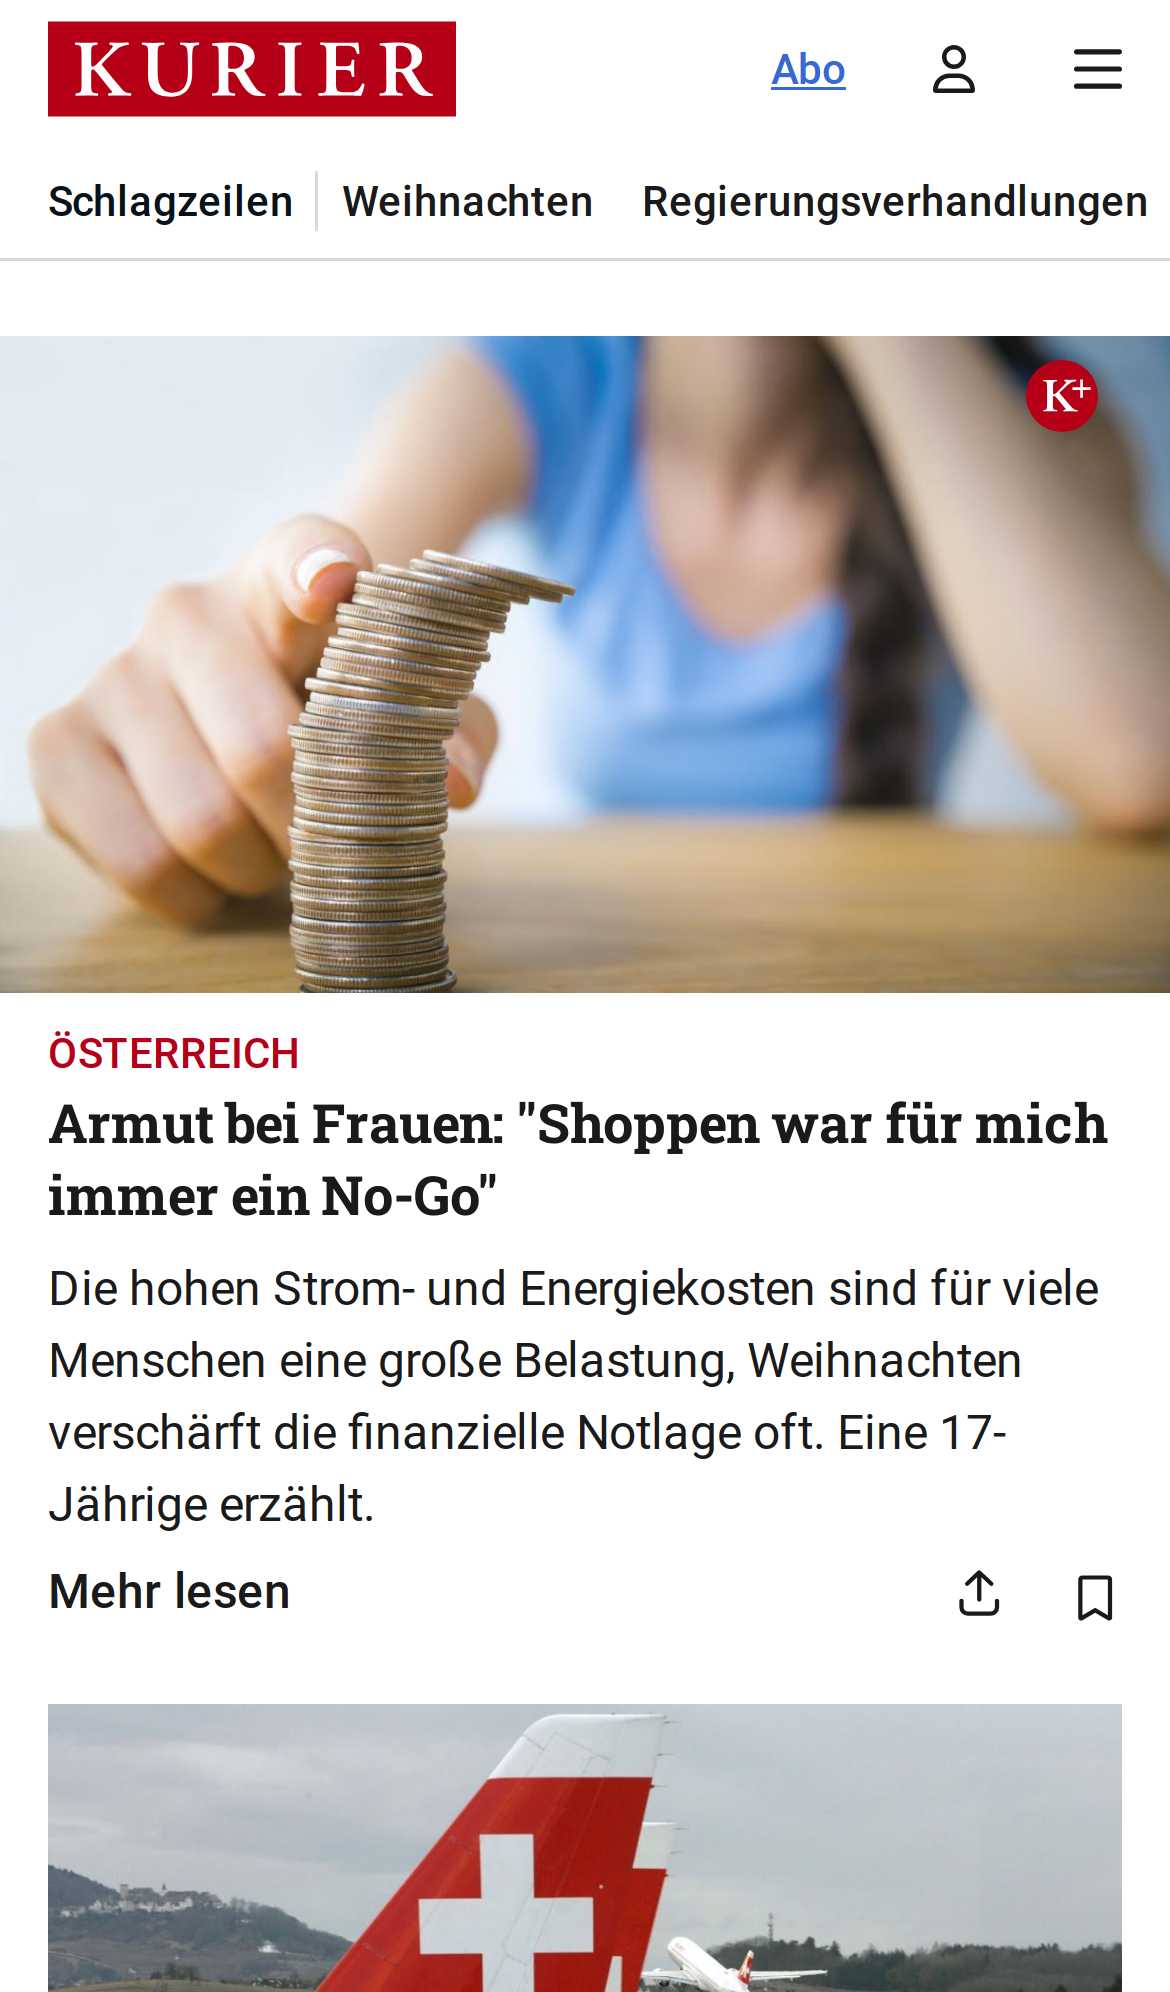 KURIER
Abo
Schlagzeilen
Weihnachten
Regierungsverhandlungen
K+
ÖSTERREICH
Armut bei Frauen: "Shoppen war für mich
immer ein No-Go"
Die hohen Strom- und Energiekosten sind für viele
Menschen eine große Belastung, Weihnachten
verschärft die finanzielle Notlage oft. Eine 17-
Jährige erzählt.
Mehr lesen